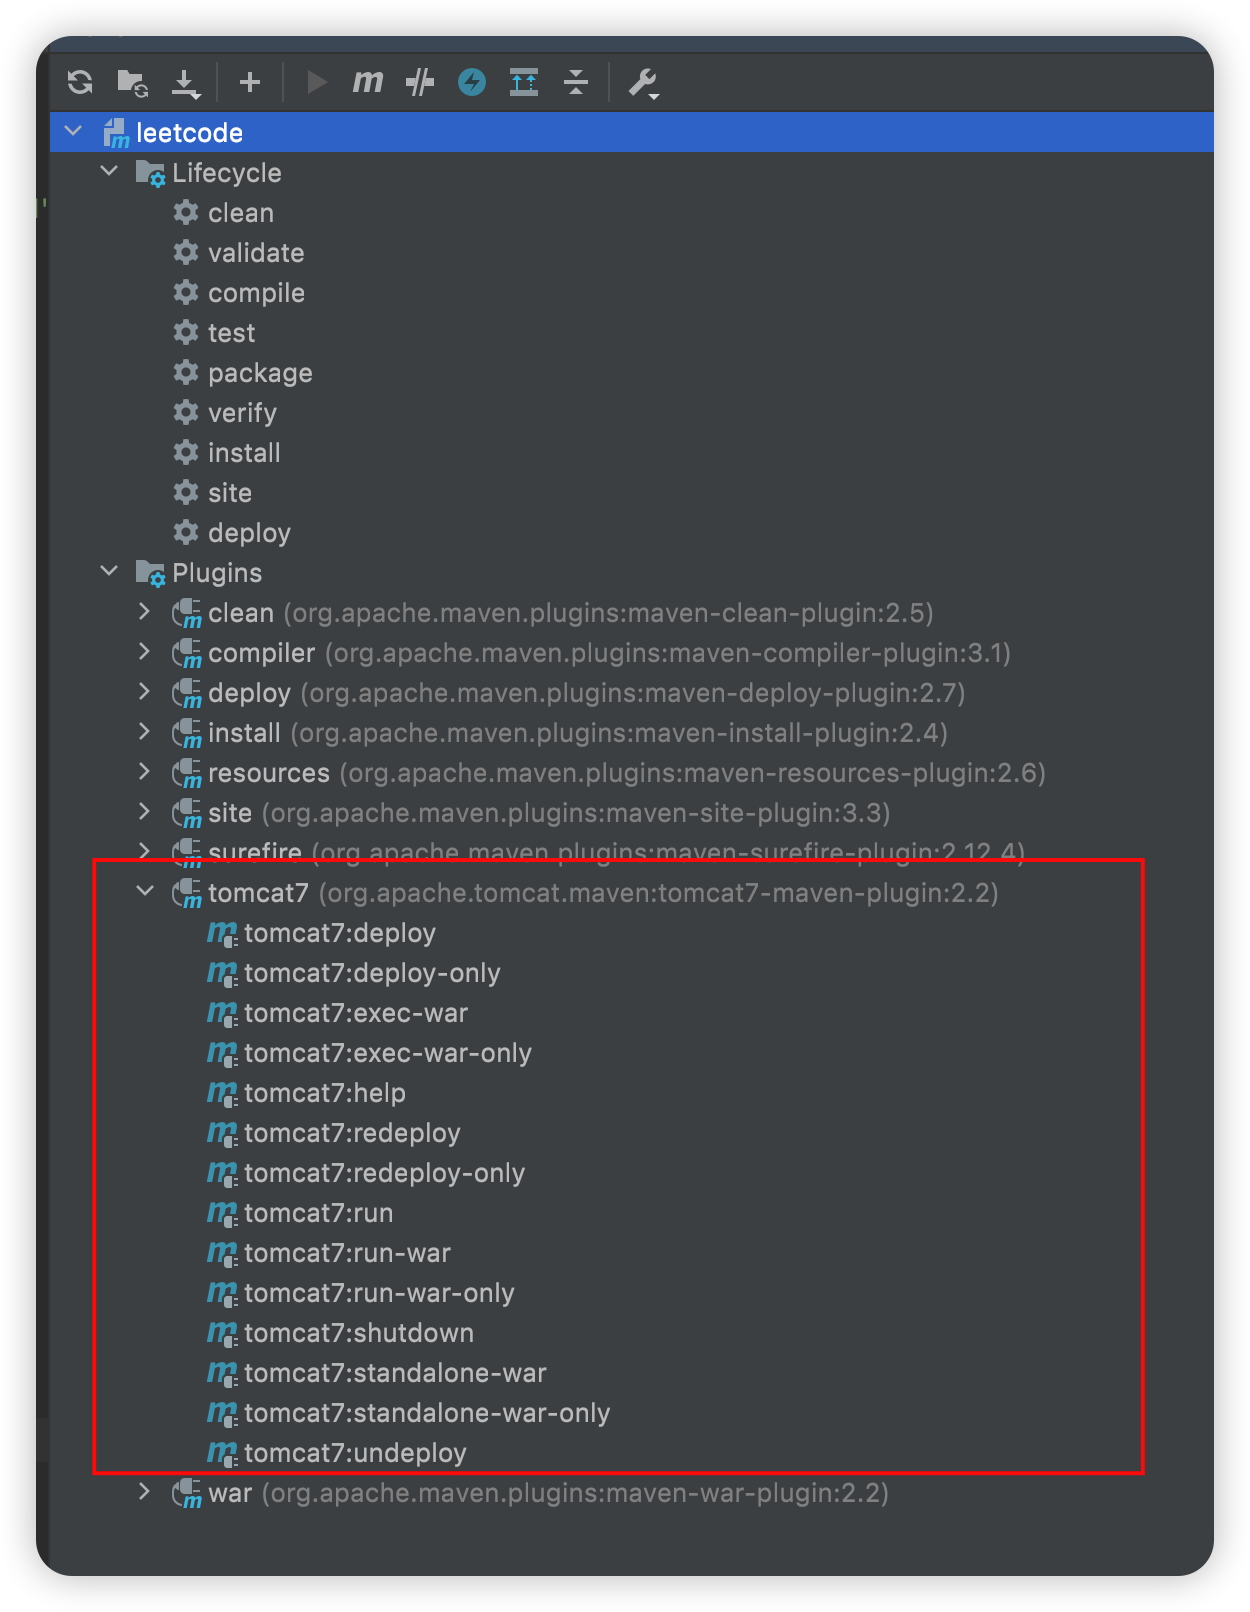 leetcode
Lifecycle
clean
validate
compile
test
package
verify
install
site
deploy
Plugins
clean (org.apache.maven.plugins:maven-clean-plugin:2.5)
compiler (org.apache.maven.plugins:maven-compiler-plugin:3.1)
deploy (org.apache.maven.plugins:maven-deploy-plugin:2.7)
install (org.apache.maven.plugins:maven-install-plugin:2.4)
resources (org.apache.maven.plugins:maven-resources-plugin:2.6)
site (org.apache.maven.plugins:maven-site-plugin:3.3)
surefire (org.apache.maven.plugins:maven-surefire-plugin:2.12.4)
tomcat7 (org.apache.tomcat.maven:tomcat7-maven-plugin:2.2)
tomcat7:deploy
tomcat7:deploy-only
tomcat7:exec-war
tomcat7:exec-war-only
tomcat7:help
tomcat7:redeploy
tomcat7:redeploy-only
tomcat7:run
tomcat7:run-war
tomcat7:run-war-only
tomcat7:shutdown
tomcat7:standalone-war
tomcat7:standalone-war-only
tomcat7:undeploy
war (org.apache.maven.plugins:maven-war-plugin:2.2)